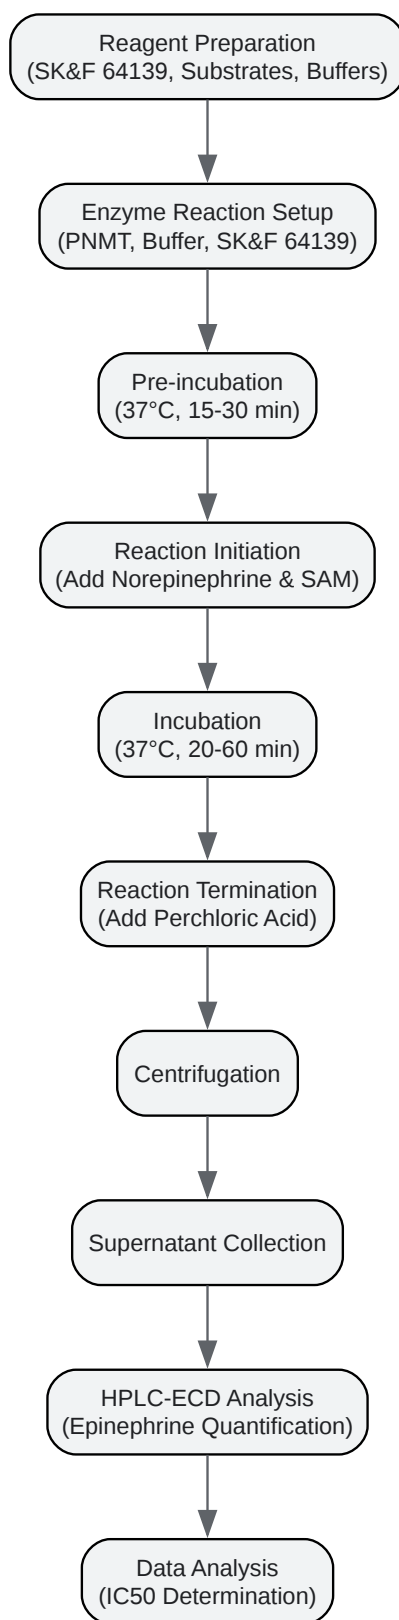 Reagent Preparation
(SK&F 64139, Substrates, Buffers)
Enzyme Reaction Setup
(PNMT, Buffer, SK&F 64139)
Pre-incubation
(37°C, 15-30 min)
Reaction Initiation
(Add Norepinephrine & SAM)
Incubation
(37°C, 20-60 min)
Reaction Termination
(Add Perchloric Acid)
Centrifugation
Supernatant Collection
HPLC-ECD Analysis
(Epinephrine Quantification)
Data Analysis
(IC50 Determination)